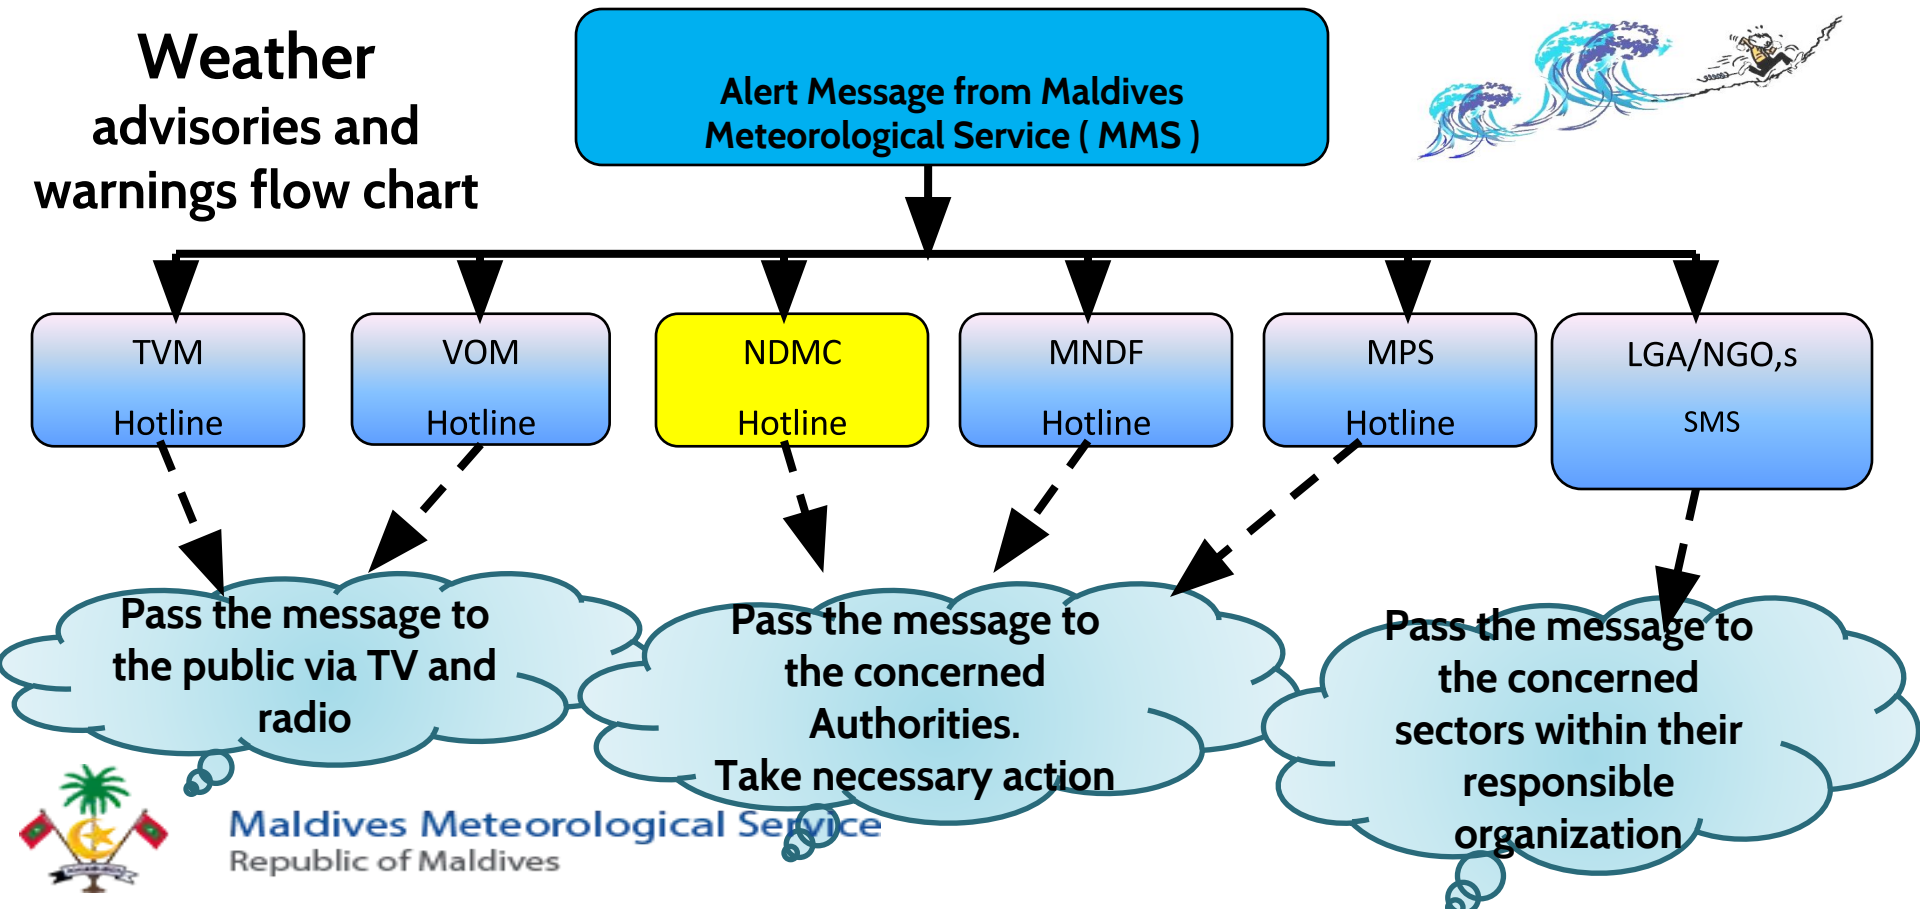 Weather
advisories and
warnings flow chart
Alert Message from Maldives
Meteorological Service ( MMS )
TVM
Hotline
VOM
Hotline
NDMC
Hotline
MNDF
Hotline
MPS
Hotline
LGA/NGO,s
SMS
Pass the message to
the public via TV and
radio
Pass the message to
the concerned
Authorities.
Take necessary action
Pass the message to
the concerned
sectors within their
responsible
organization
Maldives Meteorological Service
Republic of Maldives